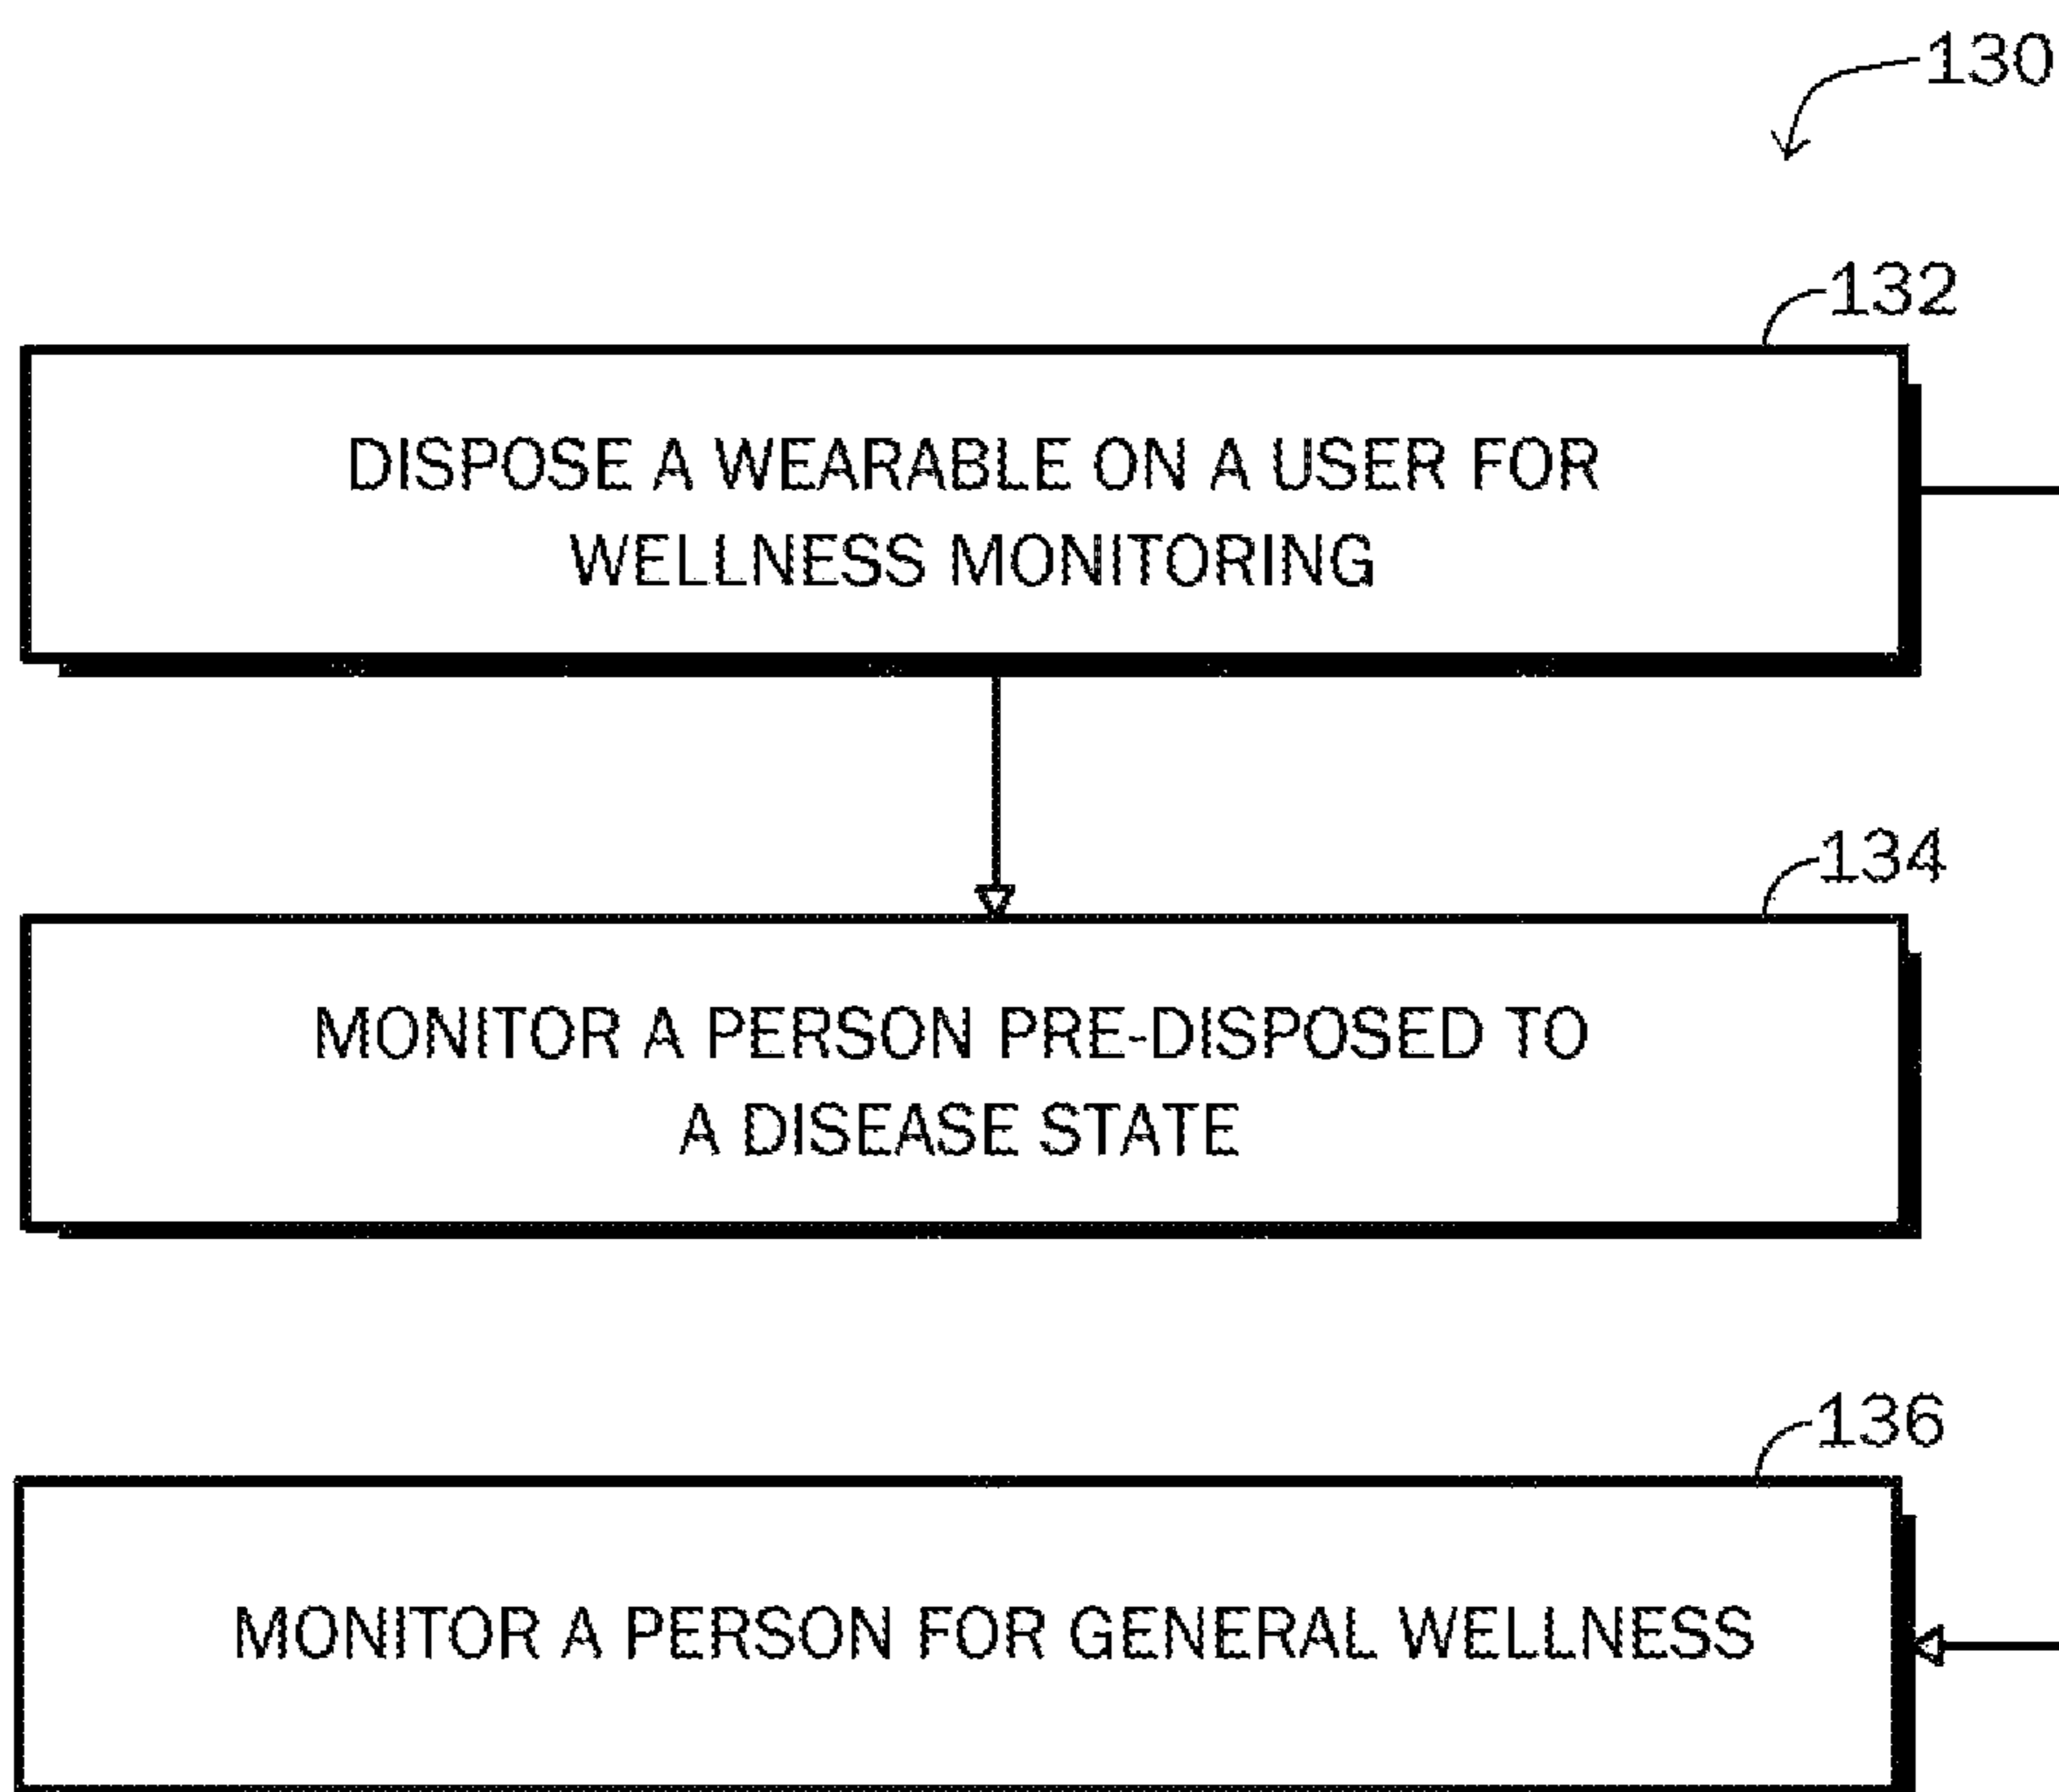 130
132
DISPOSE A WEARABLE ON A USER FOR
WELLNESS MONITORING
134
MONITOR A PERSON PRE-DISPOSED TO
A DISEASE STATE
136
MONITOR A PERSON FOR GENERAL WELLNESS